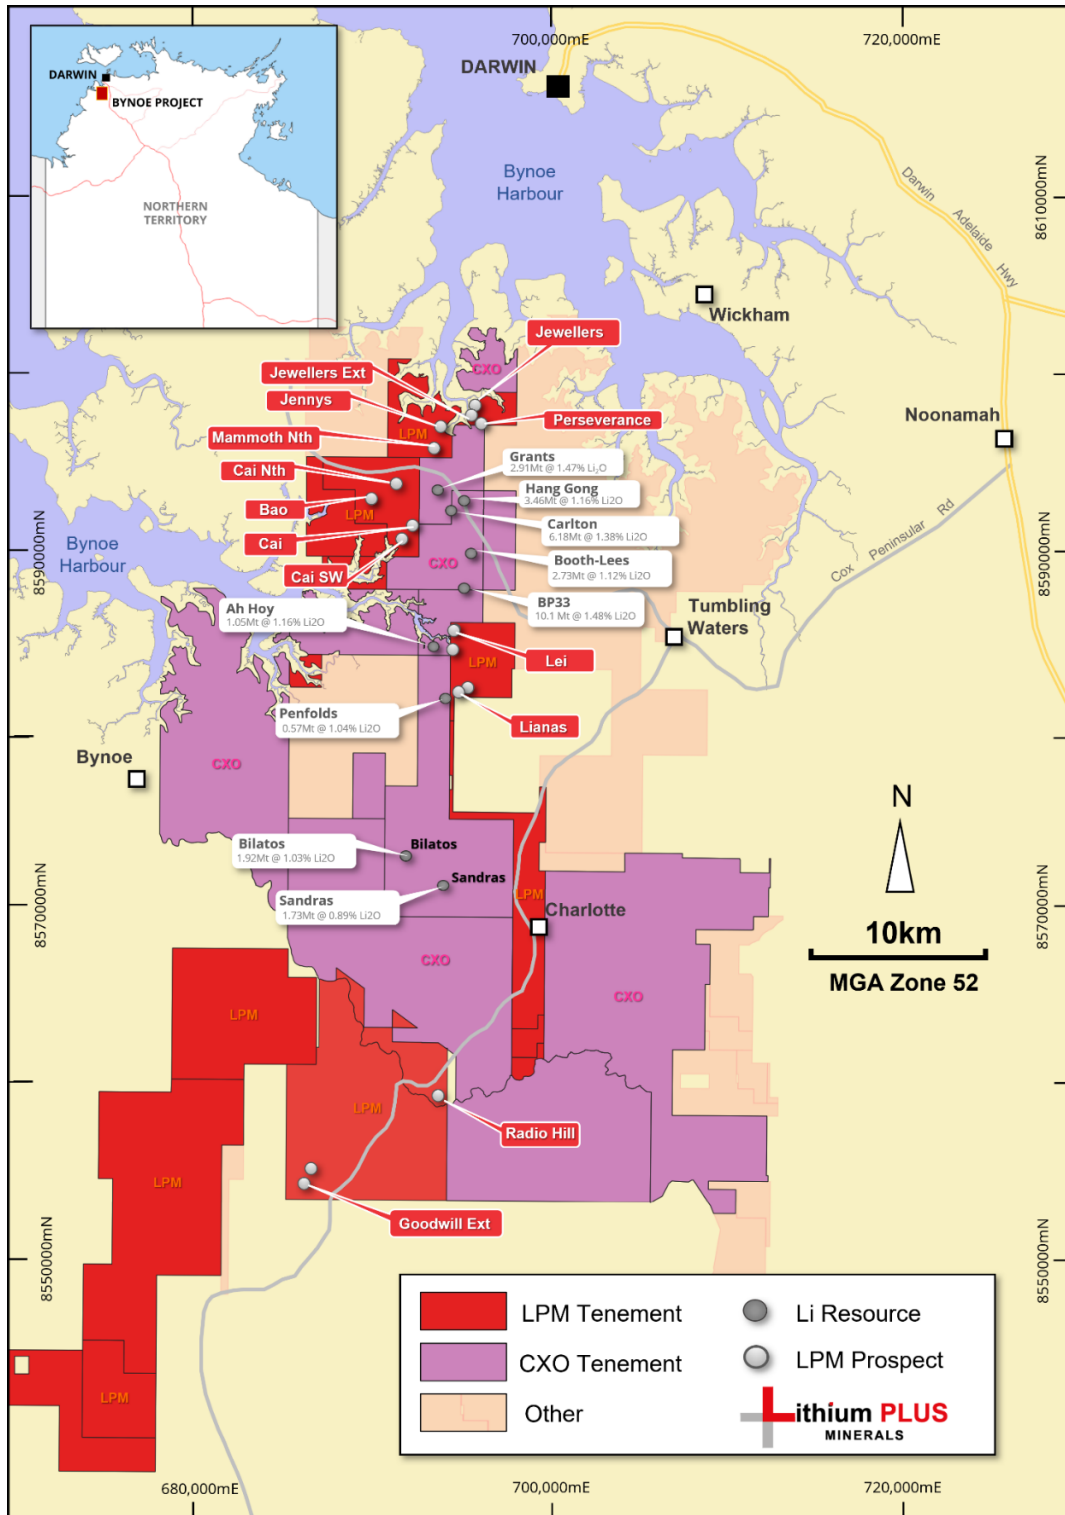 700,000mE
720,000mE
DARWIN
DARWIN
BYNOE PROJECT
NORTHERN
TERRITORY
Bynoe
Harbour
Darwin
Adelaide
Hwy
8610000mN
Wickham
Jewellers
Jewellers Ext
CXO
Jennys
Perseverance
Noonamah
LPM
Mammoth Nth
Grants
2.91Mt @ 1.47% Li₂O
Cai Nth
Hang Gong
3.46Mt @ 1.16% Li2O
Bao
LPM
Carlton
6.18Mt @ 1.38% Li2O
Cai
Cox Peninsular Rd
Bynoe
Harbour
8590000mN
8590000mN
CXO
Booth-Lees
2.73Mt @ 1.12% Li2O
Cai SW
BP33
10.1 Mt @ 1.48% Li2O
Ah Hoy
1.05Mt @ 1.16% Li2O
Tumbling
Waters
LPM
Lei
Penfolds
0.57Mt @ 1.04% Li2O
Lianas
Bynoe
CXO
N
Bilatos
1.92Mt @ 1.03% Li2O
Bilatos
Sandras
Sandras
1.73Mt @ 0.89% Li2O
LPM
Charlotte
8570000mN
8570000mN
10km
MGA Zone 52
CXO
CXO
LPM
LPM
Radio Hill
LPM
Goodwill Ext
8550000mN
8550000mN
LPM Tenement
Li Resource
CXO Tenement
LPM Prospect
Other
Lithium PLUS
MINERALS
LPM
680,000mE
700,000mE
720,000mE